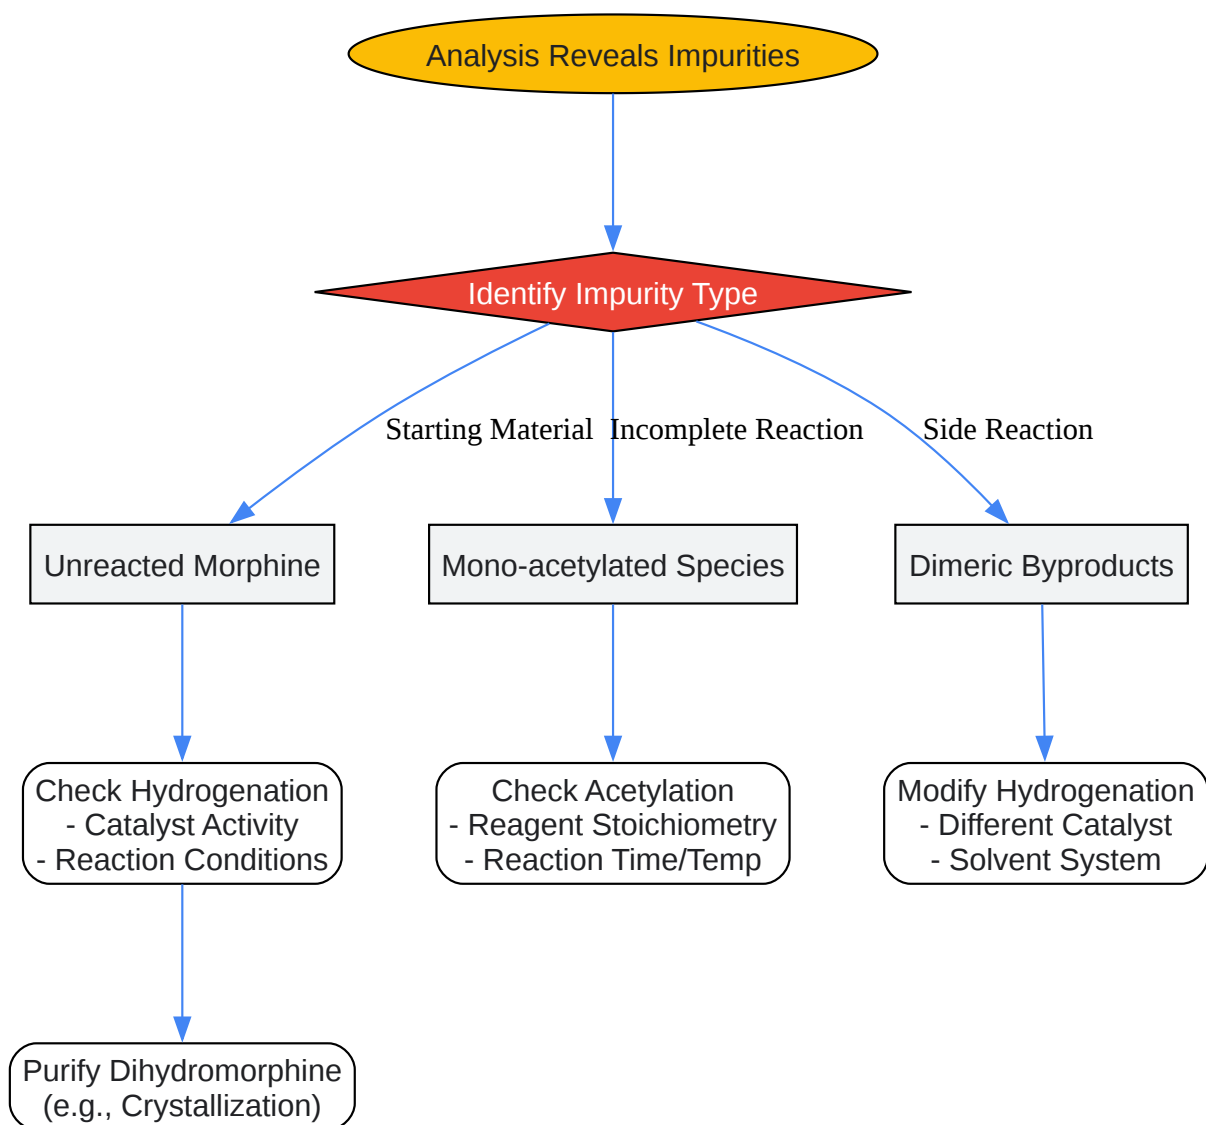 Analysis Reveals Impurities
Identify Impurity Type
Starting Material
Incomplete Reaction
Side Reaction
Unreacted Morphine
Mono-acetylated Species
Dimeric Byproducts
Check Hydrogenation
- Catalyst Activity
- Reaction Conditions
Check Acetylation
- Reagent Stoichiometry
- Reaction Time/Temp
Modify Hydrogenation
- Different Catalyst
- Solvent System
Purify Dihydromorphine
(e.g., Crystallization)